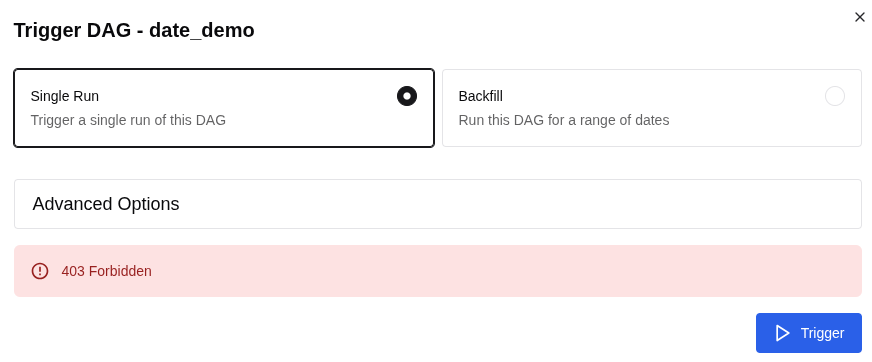 Trigger DAG - date_demo
Single Run
Trigger a single run of this DAG
Backfill
Run this DAG for a range of dates
Advanced Options
403 Forbidden
Trigger